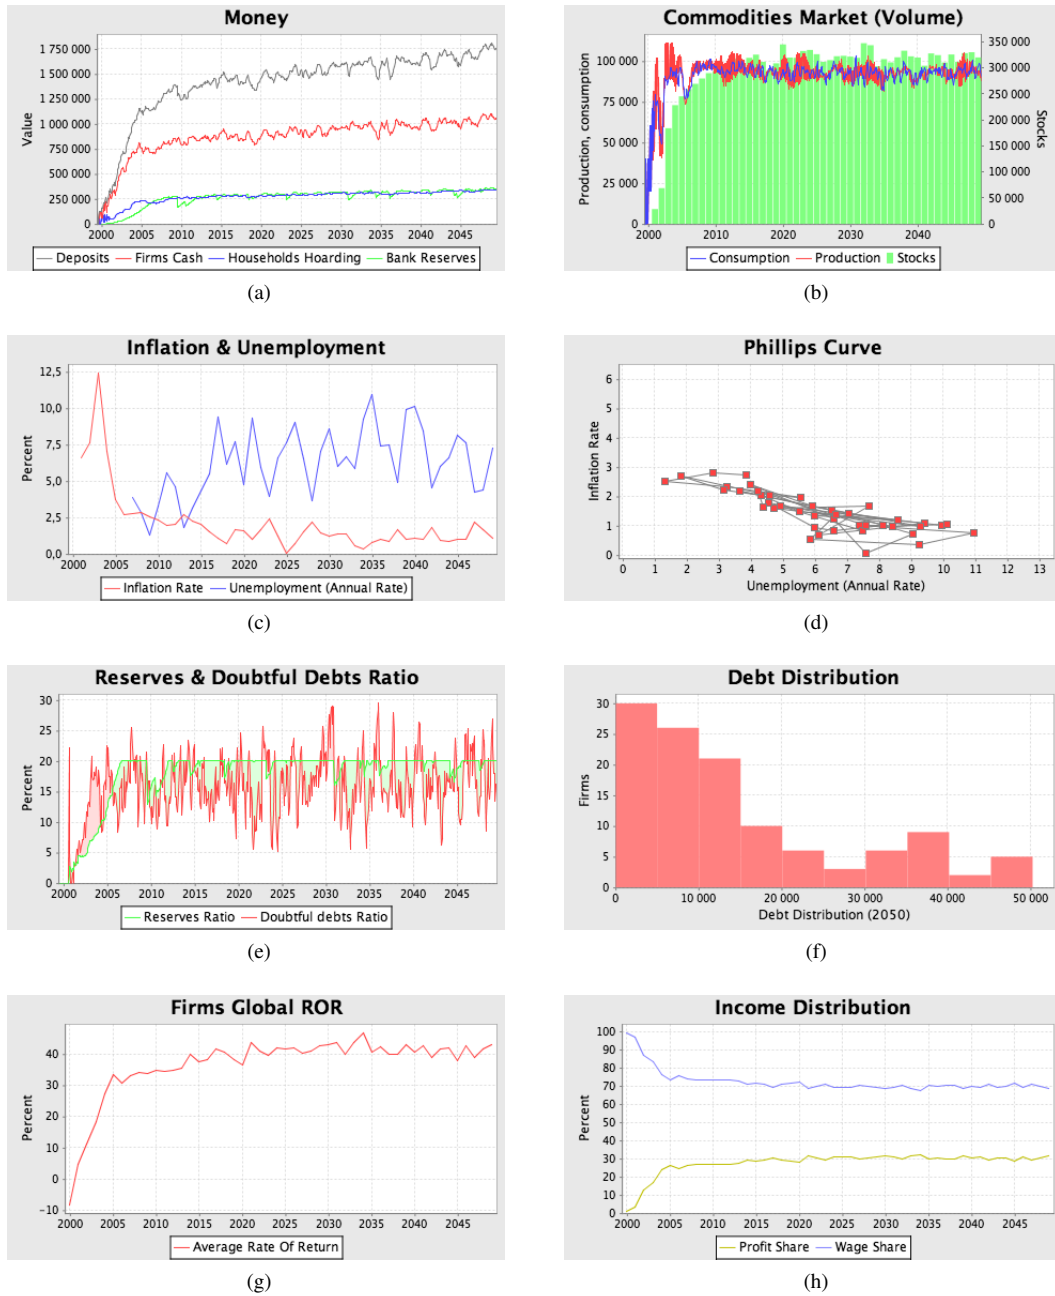 Money
Value
1 750 000
1 500 000
1 250 000
1 000 000
750 000
500 000
250 000
0
2000 2005 2010 2015 2020 2025 2030 2035 2040 2045
Deposits Firms Cash Households Hoarding Bank Reserves
(a)
Commodities Market (Volume)
Production, consumption
100 000
75 000
50 000
25 000
0
350 000
300 000
250 000
200 000
150 000
100 000
50 000
0
Stocks
2000 2010 2020 2030 2040
Consumption Production Stocks
(b)
Inflation & Unemployment
Percent
12,5
10,0
7,5
5,0
2,5
0,0
2000 2005 2010 2015 2020 2025 2030 2035 2040 2045
Inflation Rate Unemployment (Annual Rate)
(c)
Phillips Curve
Inflation Rate
6
5
4
3
2
1
0
0 1 2 3 4 5 6 7 8 9 10 11 12 13
Unemployment (Annual Rate)
(d)
Reserves & Doubtful Debts Ratio
Percent
30
25
20
15
10
5
0
2000 2005 2010 2015 2020 2025 2030 2035 2040 2045
Reserves Ratio Doubtful debts Ratio
(e)
Debt Distribution
Firms
30
25
20
15
10
5
0
0 10 000 20 000 30 000 40 000 50 000
Debt Distribution (2050)
(f)
Firms Global ROR
Percent
40
30
20
10
0
-10
2000 2005 2010 2015 2020 2025 2030 2035 2040 2045
Average Rate Of Return
(g)
Income Distribution
Percent
100
90
80
70
60
50
40
30
20
10
0
2000 2005 2010 2015 2020 2025 2030 2035 2040 2045
Profit Share Wage Share
(h)